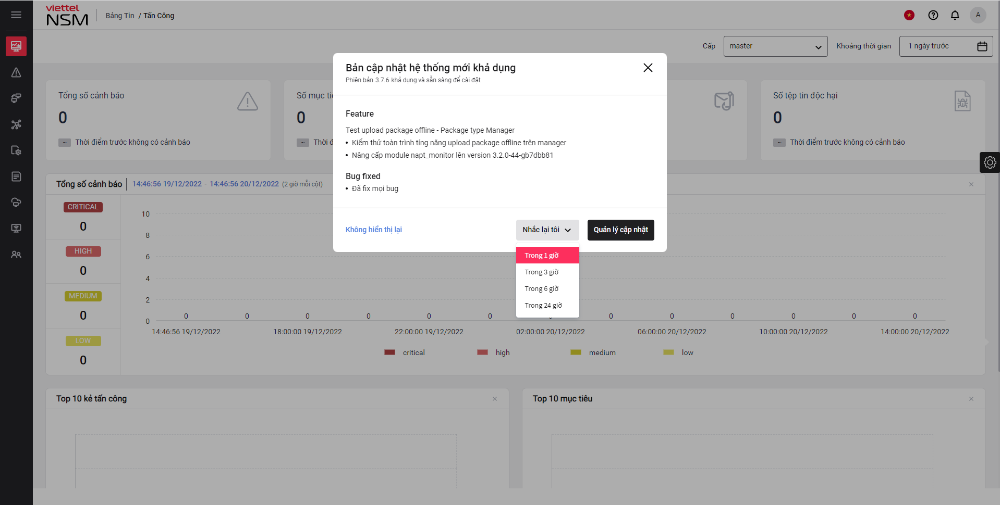 viettel
NSM
Bảng Tin / Tấn Công
A
Cấp
master
Khoảng thời gian
1 ngày trước
Bản cập nhật hệ thống mới khả dụng
Phiên bản 3.7.6 khả dụng và sẵn sàng để cài đặt
Feature
Test upload package offline - Package type Manager
• Kiểm thử toàn trình tíng năng upload package offline trên manager
• Nâng cấp module napt_monitor lên version 3.2.0-44-gb7dbb81
Bug fixed
• Đã fix mọi bug
Không hiển thị lại
Nhắc lại tôi
Quản lý cập nhật
Trong 1 giờ
Trong 3 giờ
Trong 6 giờ
Trong 24 giờ
Tổng số cảnh báo
0
~ Thời điểm trước không có cảnh báo
Số mục
0
~ Thời
Số tệp tin độc hại
0
~ Thời điểm trước không có cảnh báo
Tổng số cảnh báo
14:46:56 19/12/2022 - 14:46:56 20/12/2022 (2 giờ mỗi cột)
CRITICAL
0
HIGH
0
MEDIUM
0
LOW
0
10
8
6
4
2
0
0 0 0 0 0 0 0 0 0 0 0 0
14:46:56 19/12/2022 18:00:00 19/12/2022 22:00:00 19/12/2022 02:00:00 20/12/2022 06:00:00 20/12/2022 10:00:00 20/12/2022 14:00:00 20/12/2022
critical high medium low
Top 10 kẻ tấn công
Top 10 mục tiêu